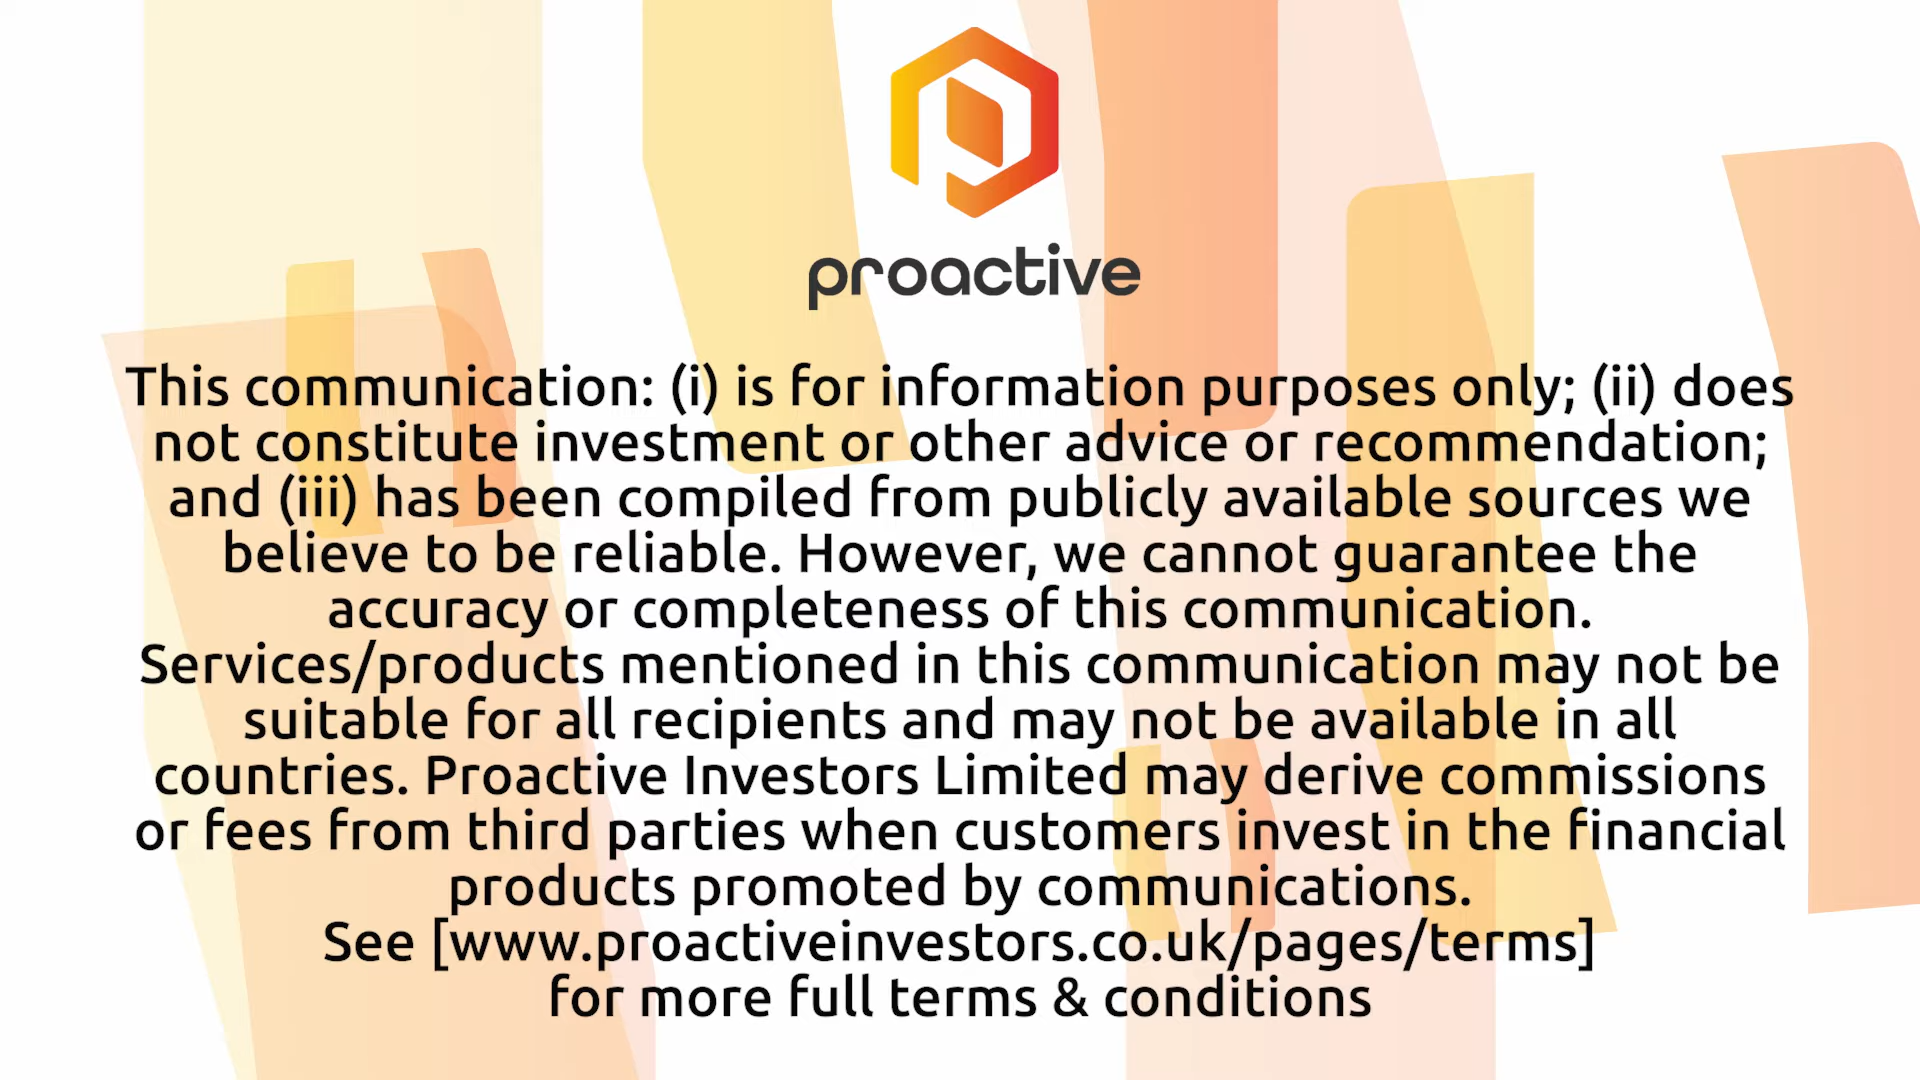 proactive
This communication: (i) is for information purposes only; (ii) does
not constitute investment or other advice or recommendation;
and (iii) has been compiled from publicly available sources we
believe to be reliable. However, we cannot guarantee the
accuracy or completeness of this communication.
Services/products mentioned in this communication may not be
suitable for all recipients and may not be available in all
countries. Proactive Investors Limited may derive commissions
or fees from third parties when customers invest in the financial
products promoted by communications.
See [www.proactiveinvestors.co.uk/pages/terms]
for more full terms & conditions